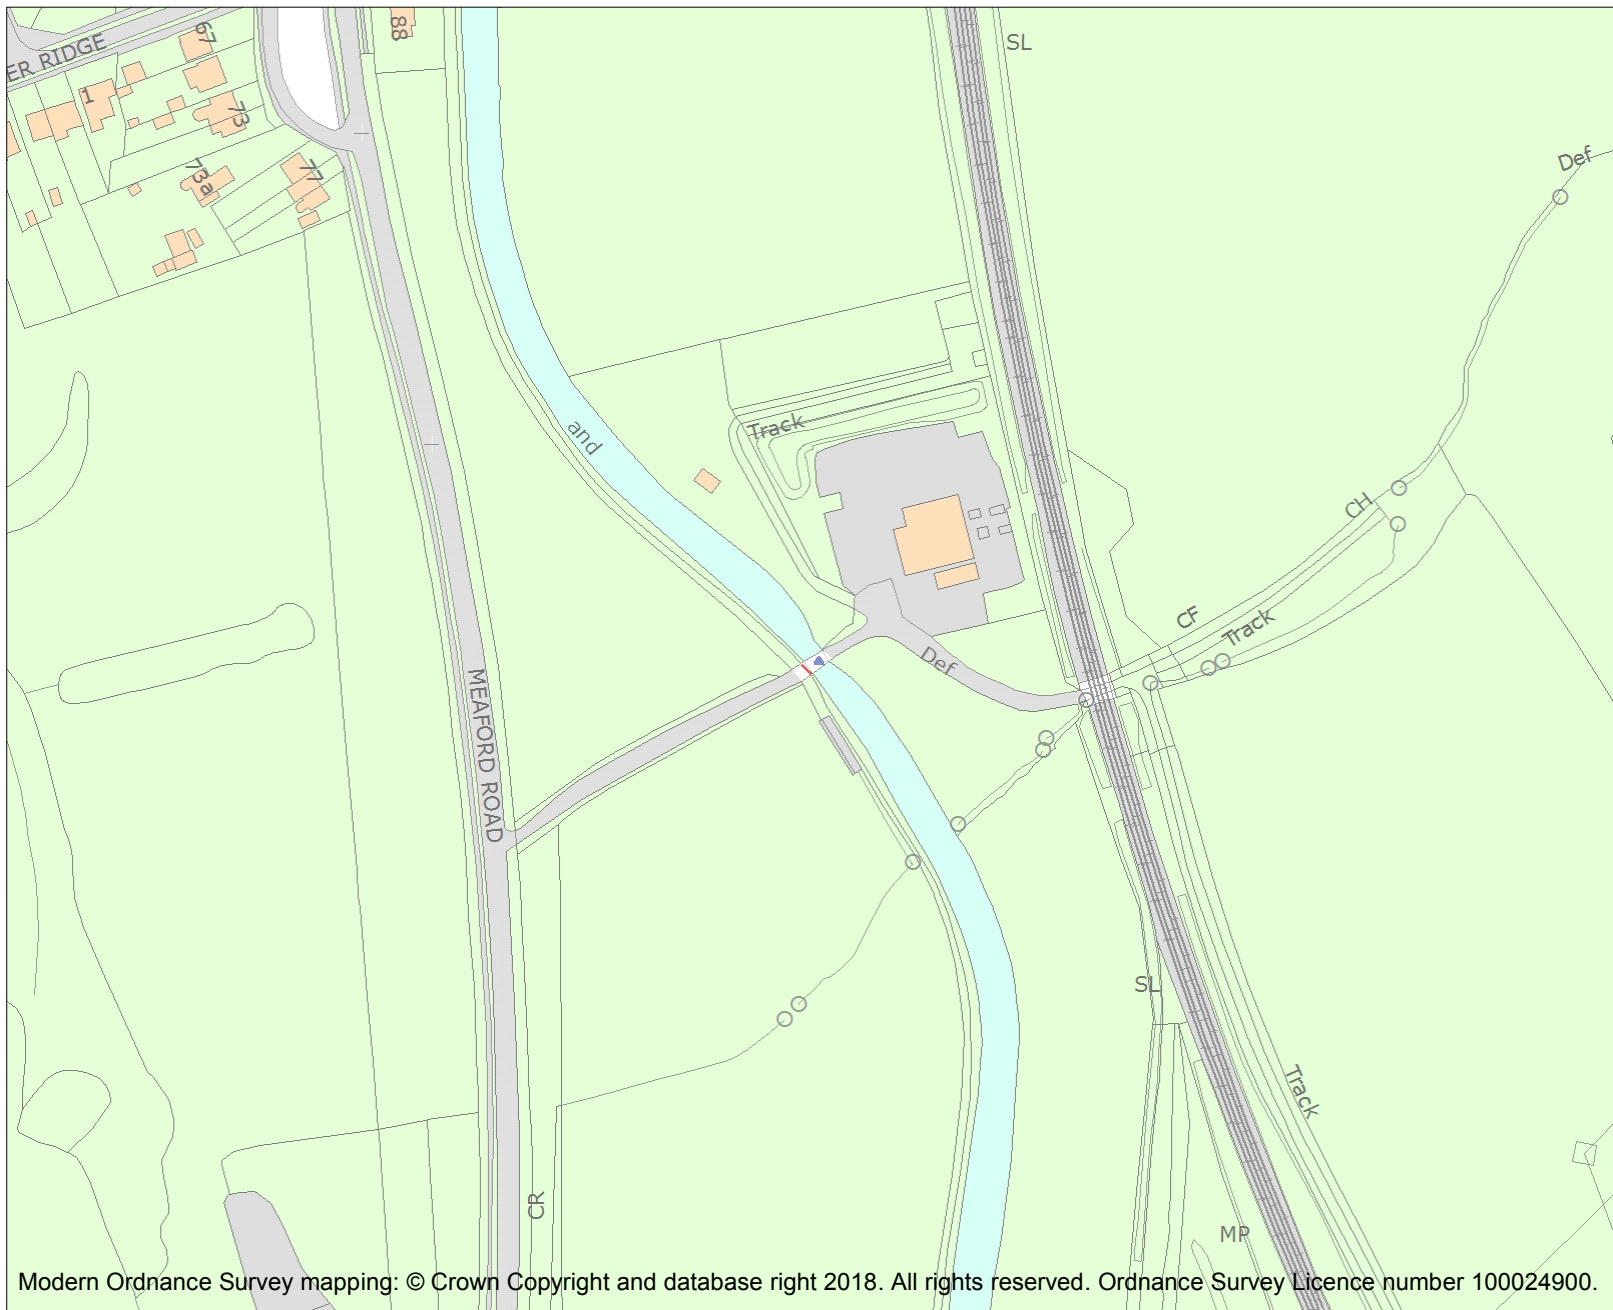 88
67
SL
ER RIDGE
1
73
Def
77
73a
and
Track
CH
CF
Track
Def
MEAFORD ROAD
SL
Track
CR
MP
Modern Ordnance Survey mapping: © Crown Copyright and database right 2018. All rights reserved. Ordnance Survey Licence number 100024900.